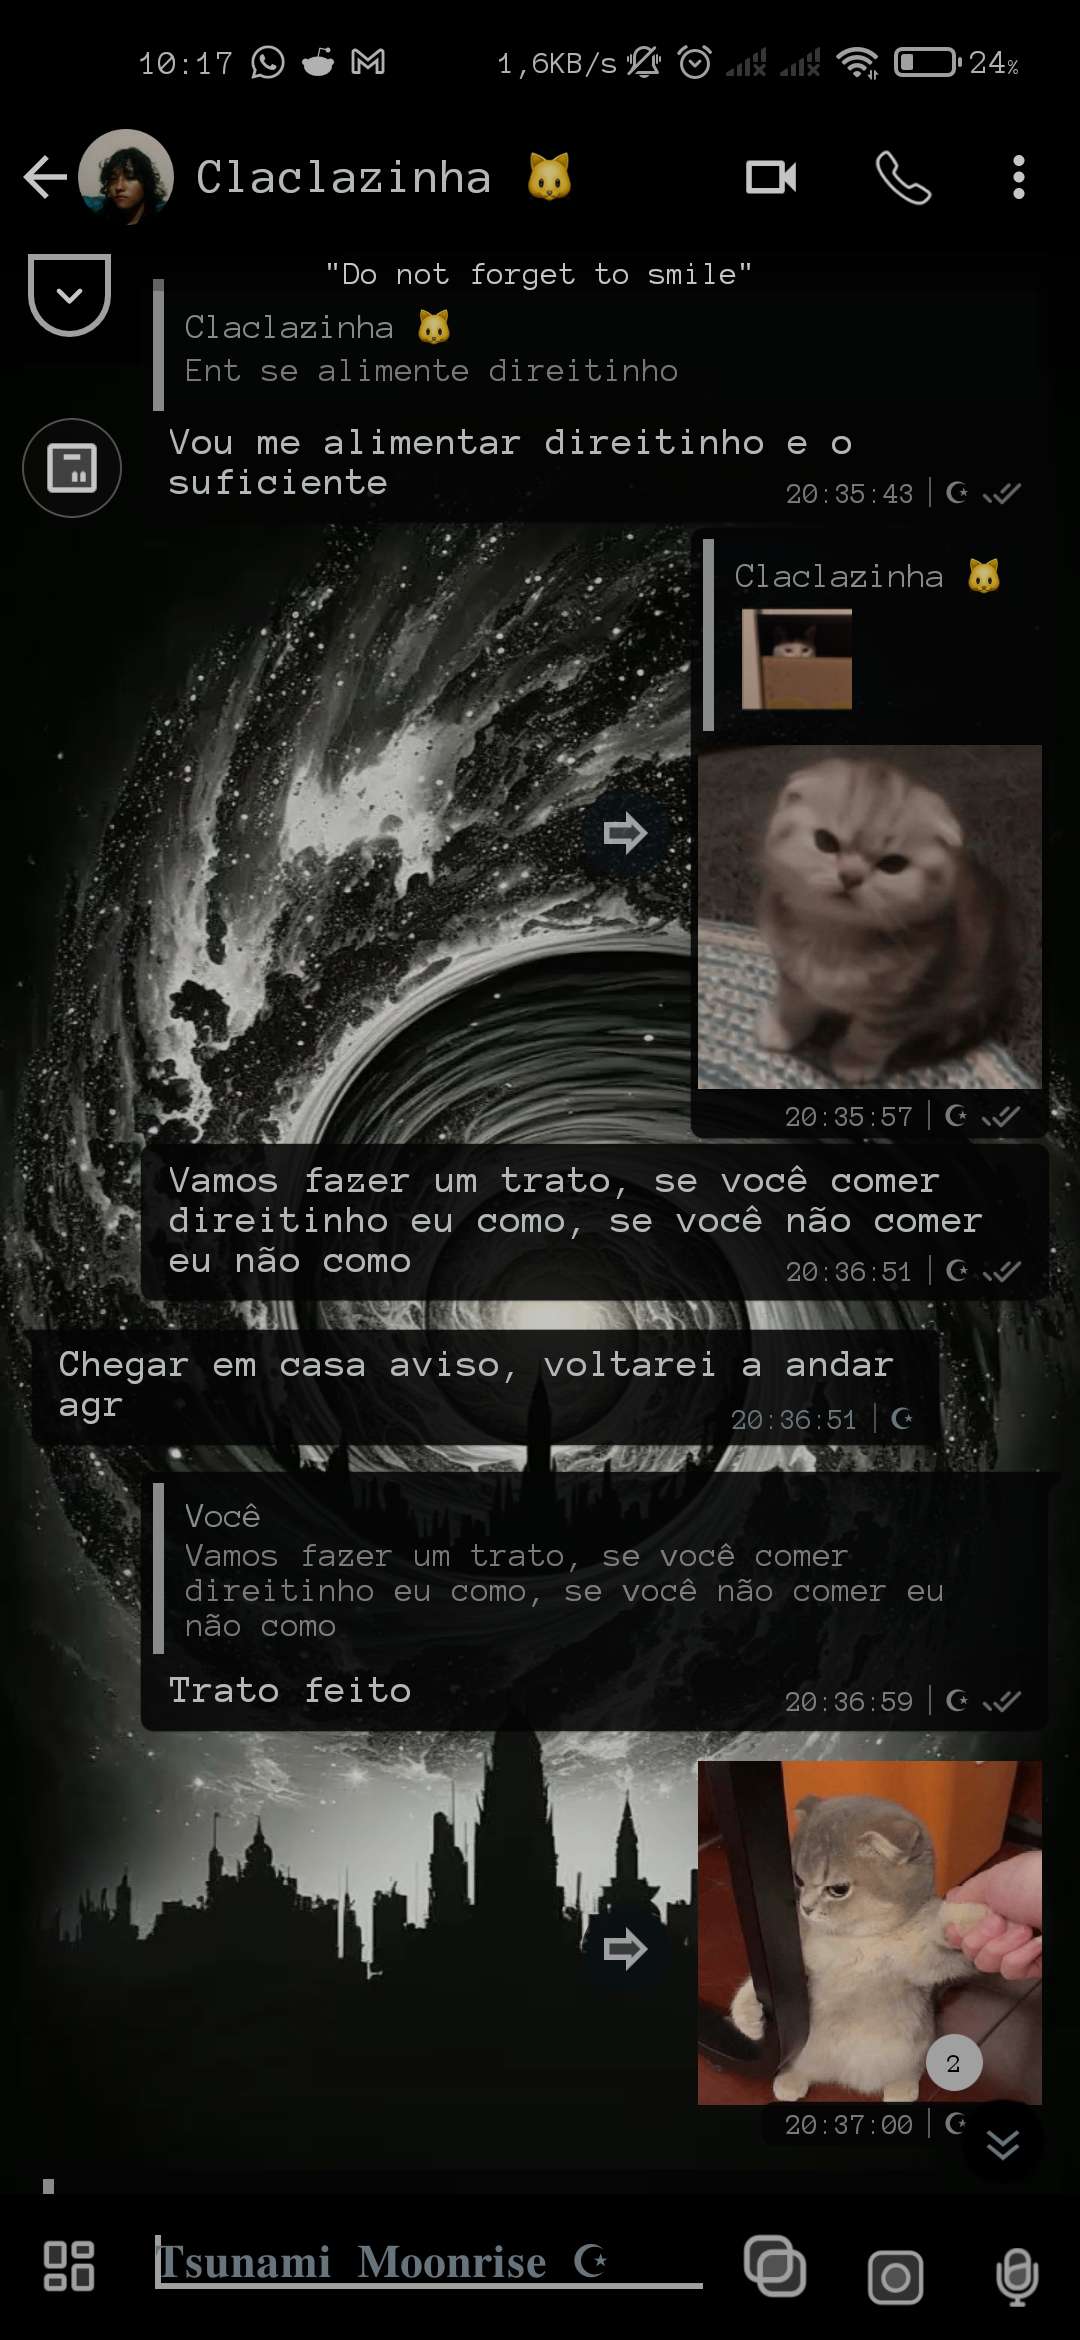 10:17 1,6KB/s 24%
Claclazinha 🐱
"Do not forget to smile"
Claclazinha 🐱
Ent se alimente direitinho
Vou me alimentar direitinho e o
suficiente
20:35:43
Claclazinha 🐱
20:35:57
Vamos fazer um trato, se você comer
direitinho eu como, se você não comer
eu não como
20:36:51
Chegar em casa aviso, voltarei a andar
agr
20:36:51
Você
Vamos fazer um trato, se você comer
direitinho eu como, se você não comer eu
não como
Trato feito
20:36:59
2
20:37:00
Tsunami Moonrise ☪